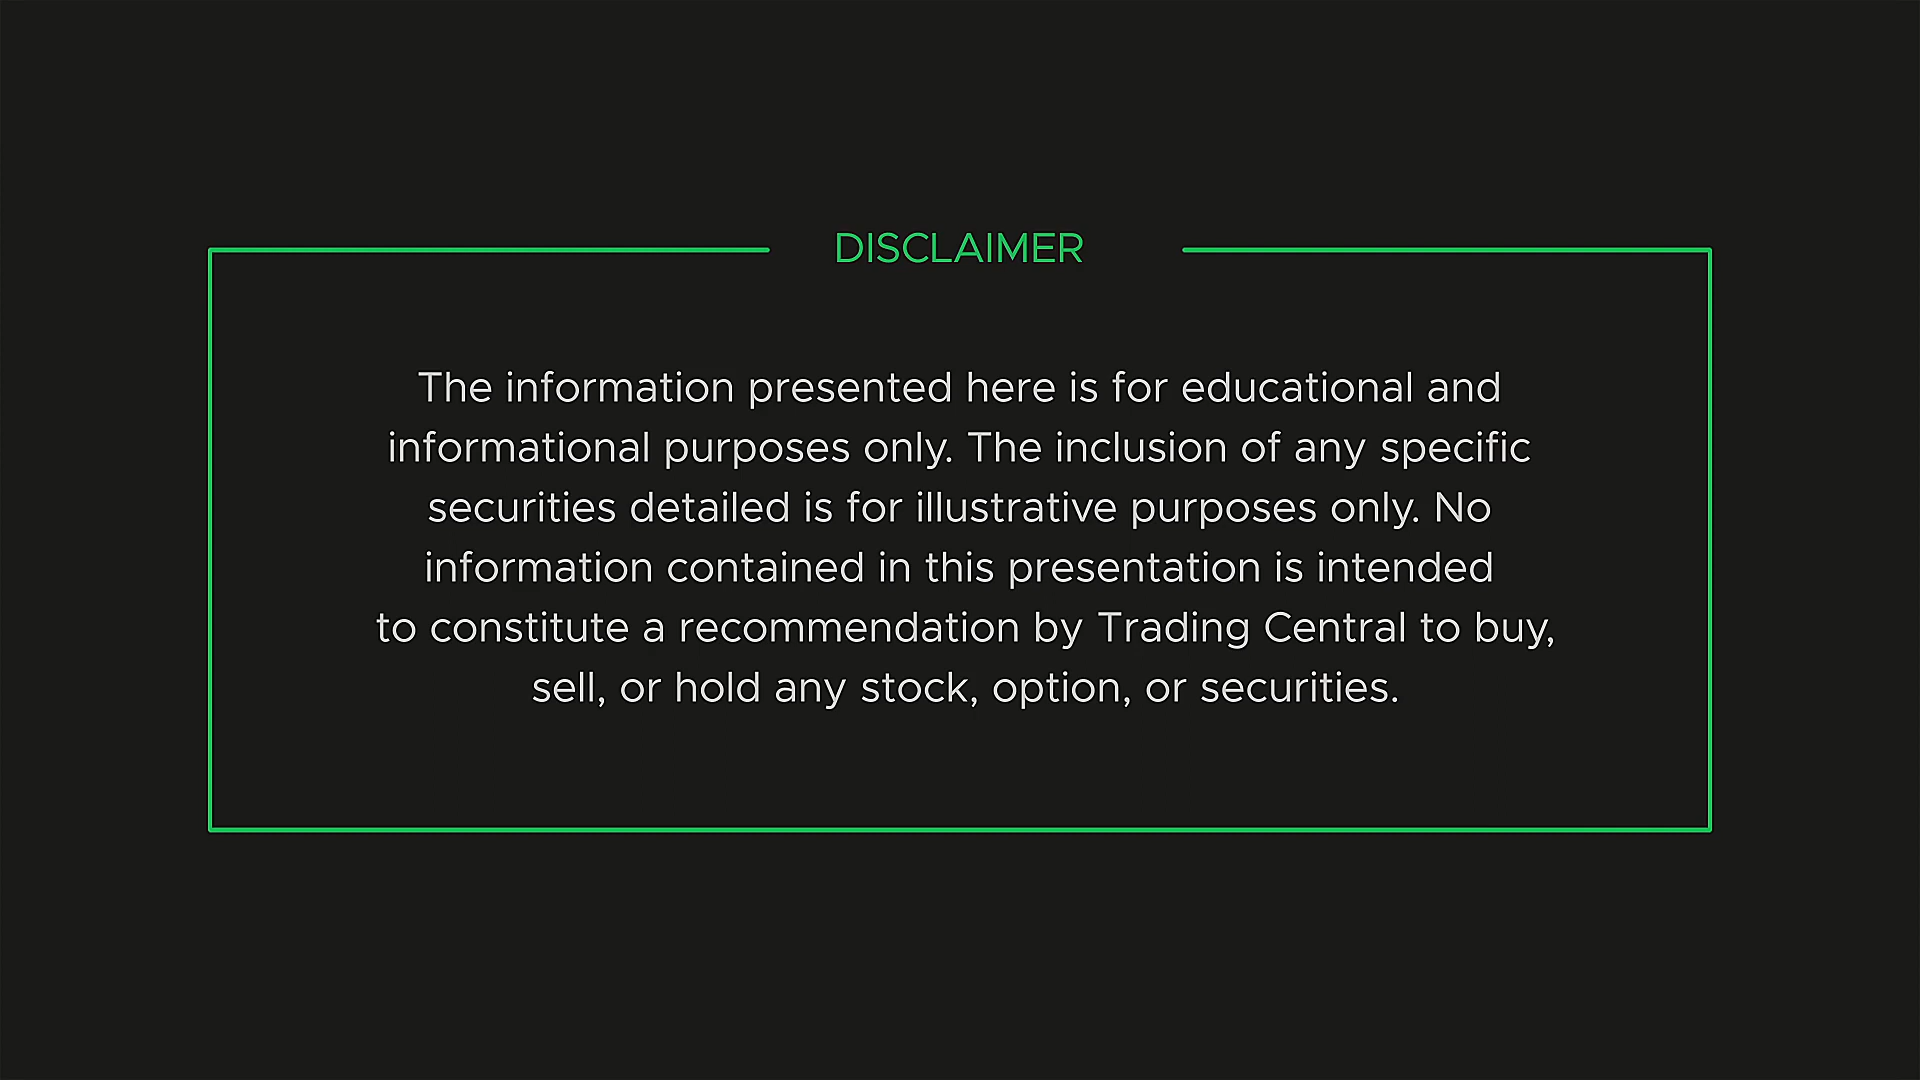 DISCLAIMER
The information presented here is for educational and
informational purposes only. The inclusion of any specific
securities detailed is for illustrative purposes only. No
information contained in this presentation is intended
to constitute a recommendation by Trading Central to buy,
sell, or hold any stock, option, or securities.